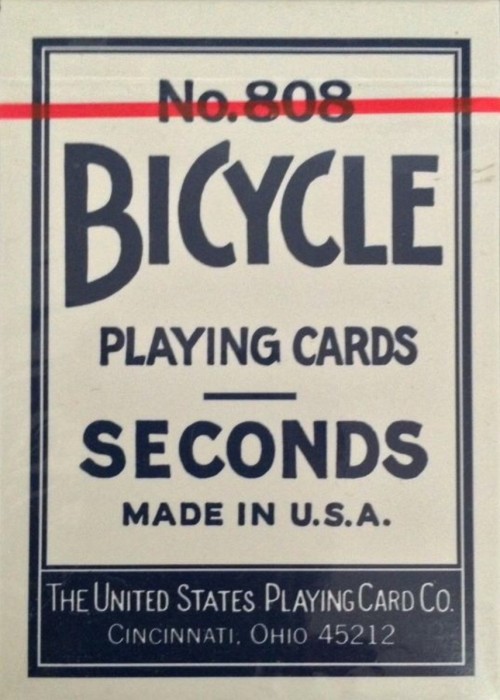 No. 808
BICYCLE
PLAYING CARDS
SECONDS
MADE IN U.S.A.
THE UNITED STATES PLAYING CARD CO.
CINCINNATI, OHIO 45212